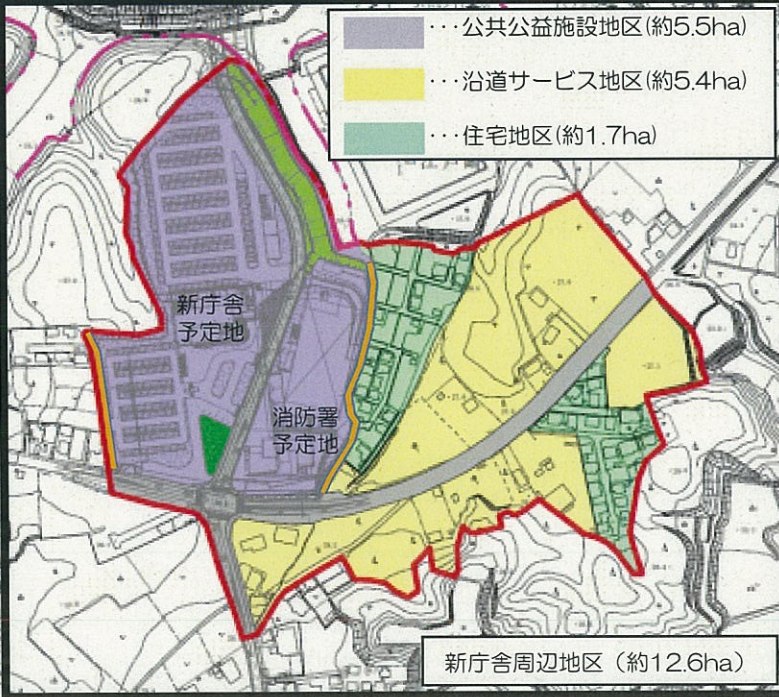 ･･･公共公益施設地区(約5.5ha)
･･･沿道サービス地区(約5.4ha)
･･･住宅地区(約1.7ha)
新庁舎
予定地
消防署
予定地
新庁舎周辺地区（約12.6ha）